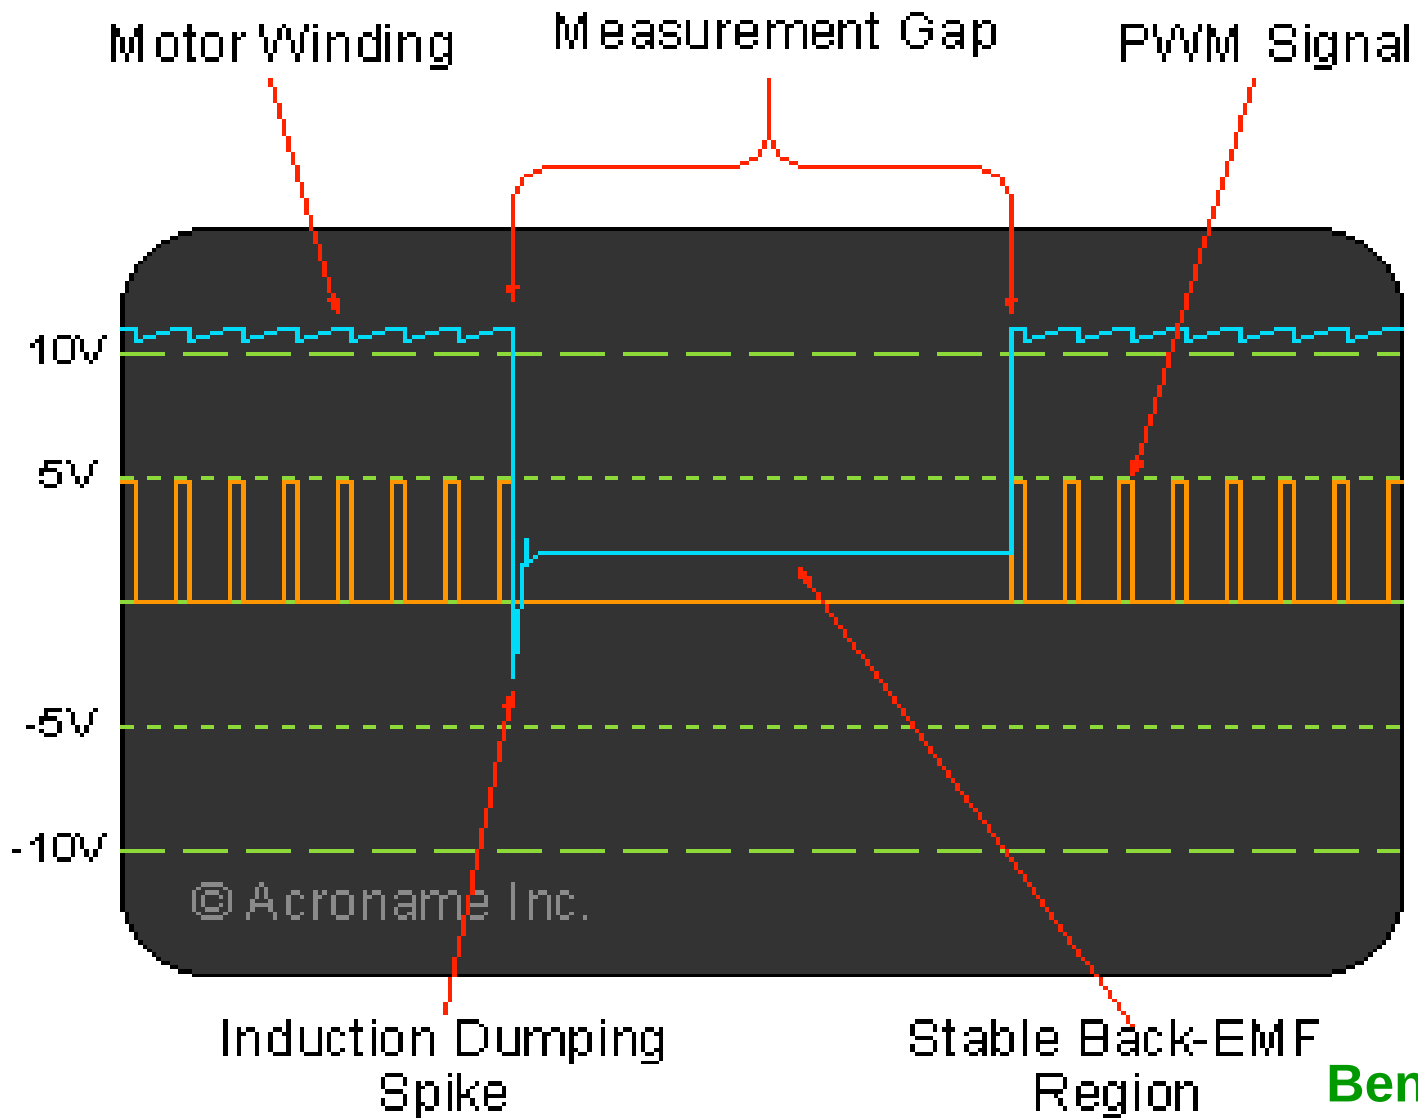 Motor Winding
Measurement Gap
PWM Signal
10V
5V
-5V
-10V
© Acroname Inc.
Induction Dumping
Spike
Stable Back-EMF
Region
Ben